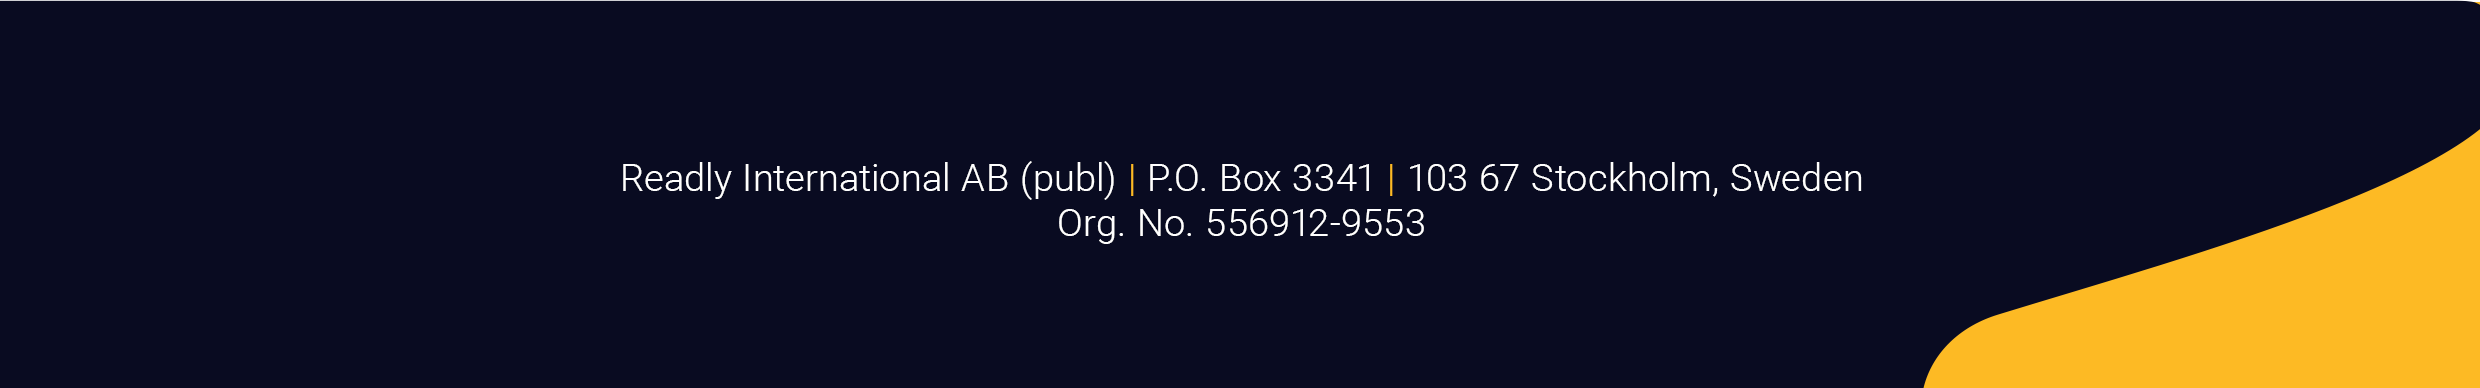 Readly International AB (publ) | P.O. Box 3341 | 103 67 Stockholm, Sweden
Org. No. 556912-9553